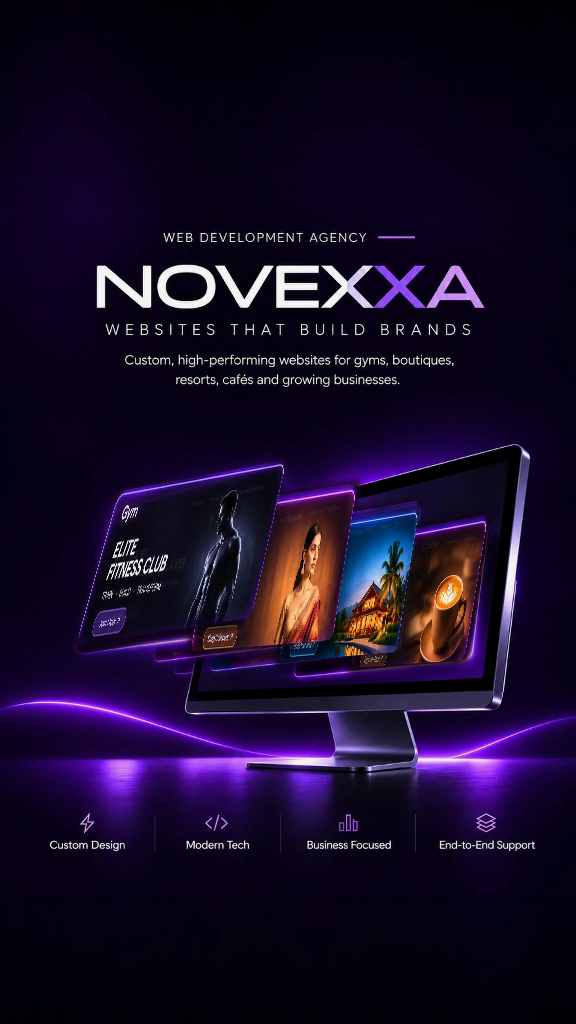 WEB DEVELOPMENT AGENCY
NOVEXXA
WEBSITES THAT BUILD BRANDS
Custom, high-performing websites for gyms, boutiques,
resorts, cafés and growing businesses.
Gym
ELITE
FITNESS CLUB
Custom Design
Modern Tech
Business Focused
End-to-End Support